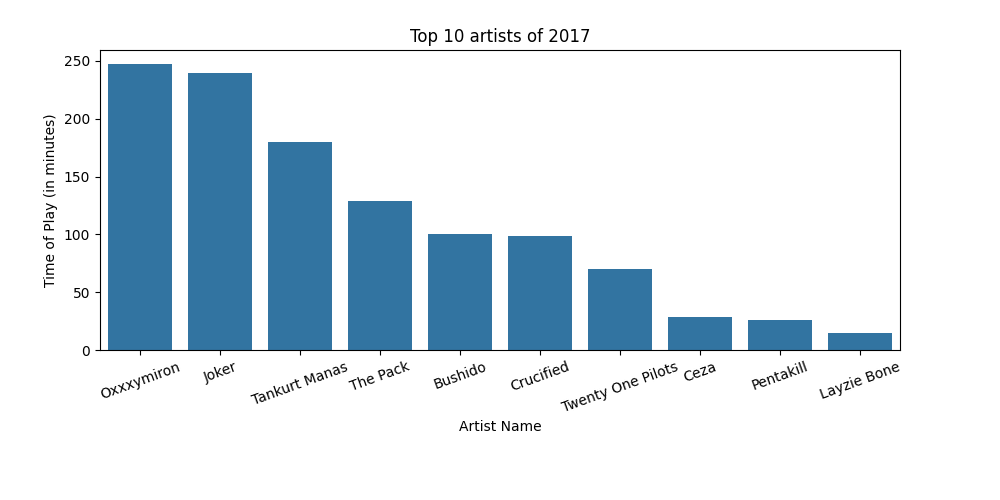 Top 10 artists of 2017
Time of Play (in minutes)
250
200
150
100
50
0
Oxxxymiron
Joker
Tankurt Manas
The Pack
Bushido
Crucified
Twenty One Pilots
Ceza
Pentakill
Layzie Bone
Artist Name